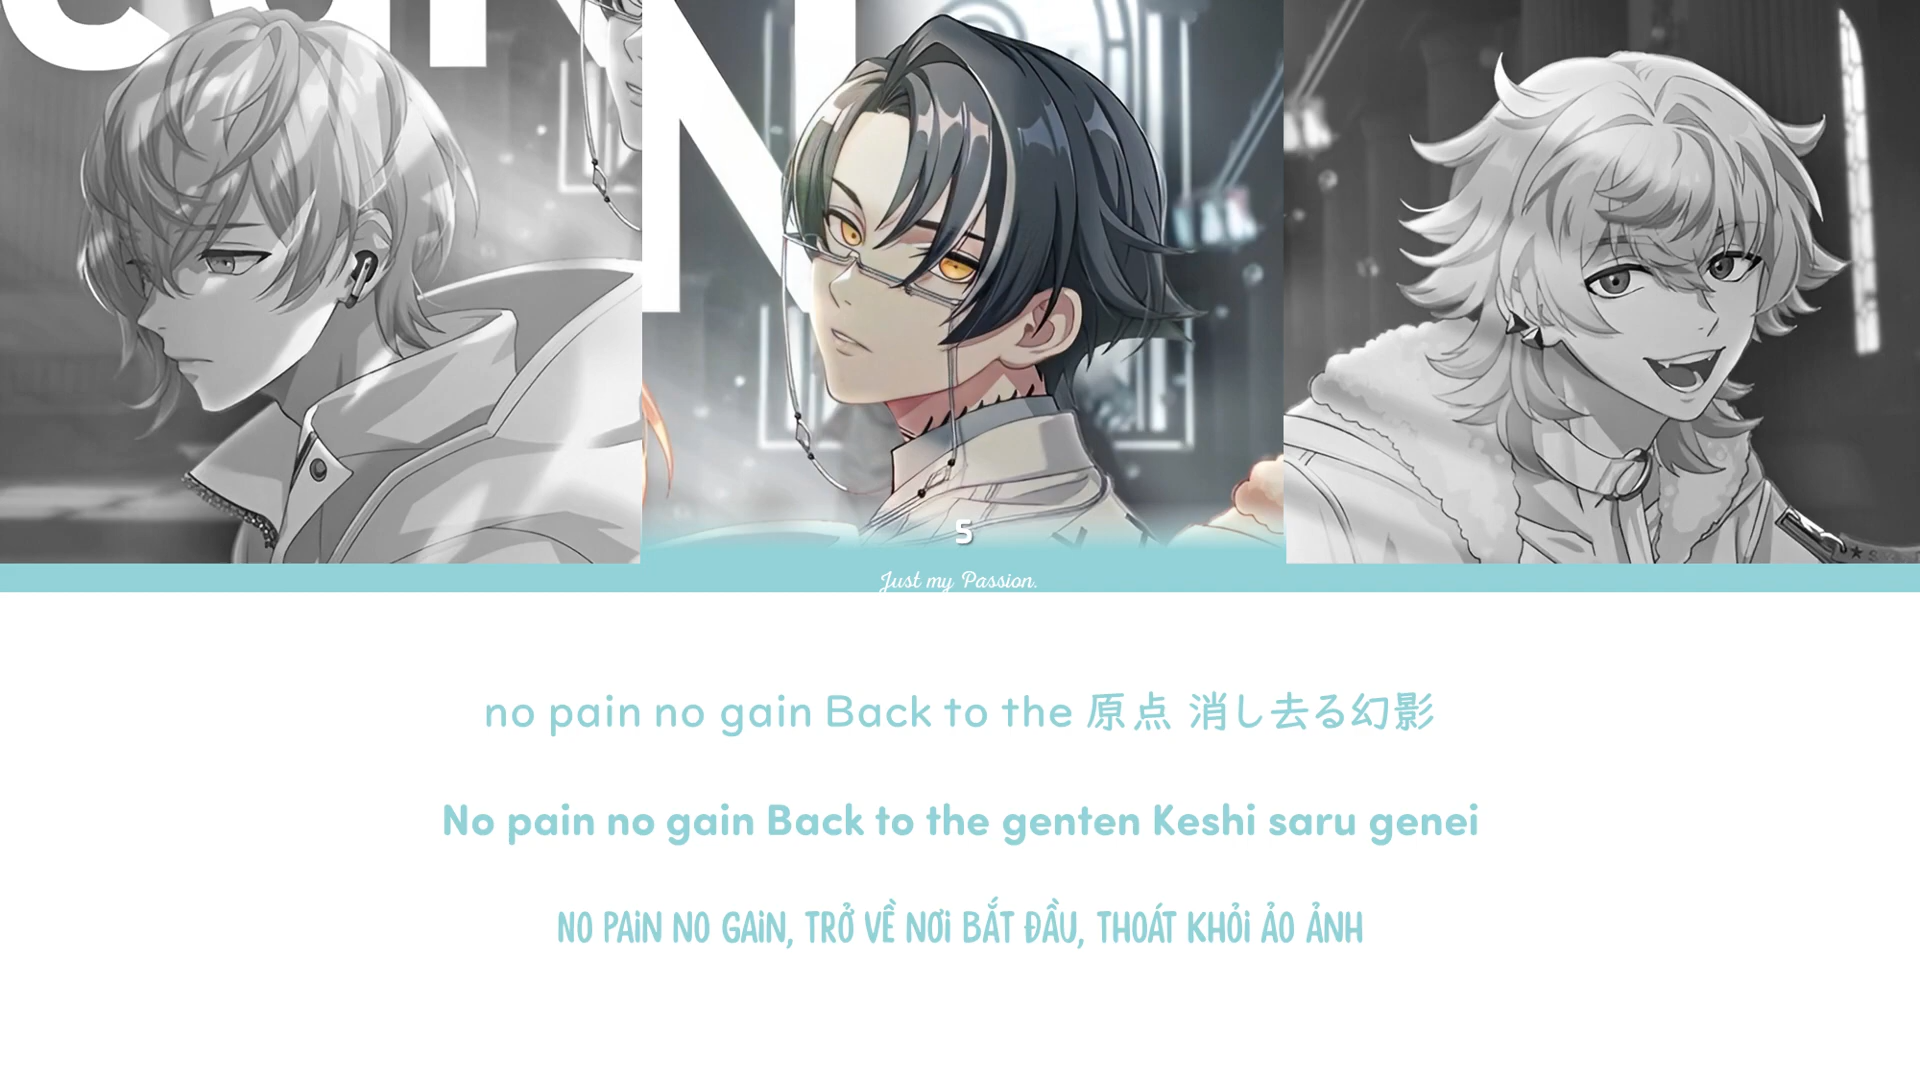 5
Just my Passion.
no pain no gain Back to the 原点 消し去る幻影
No pain no gain Back to the genten Keshi saru genei
NO PAiN NO GAiN, TRỞ VỀ NƠi BẮT ĐẦU, THOÁT KHỎi ẢO ẢNH